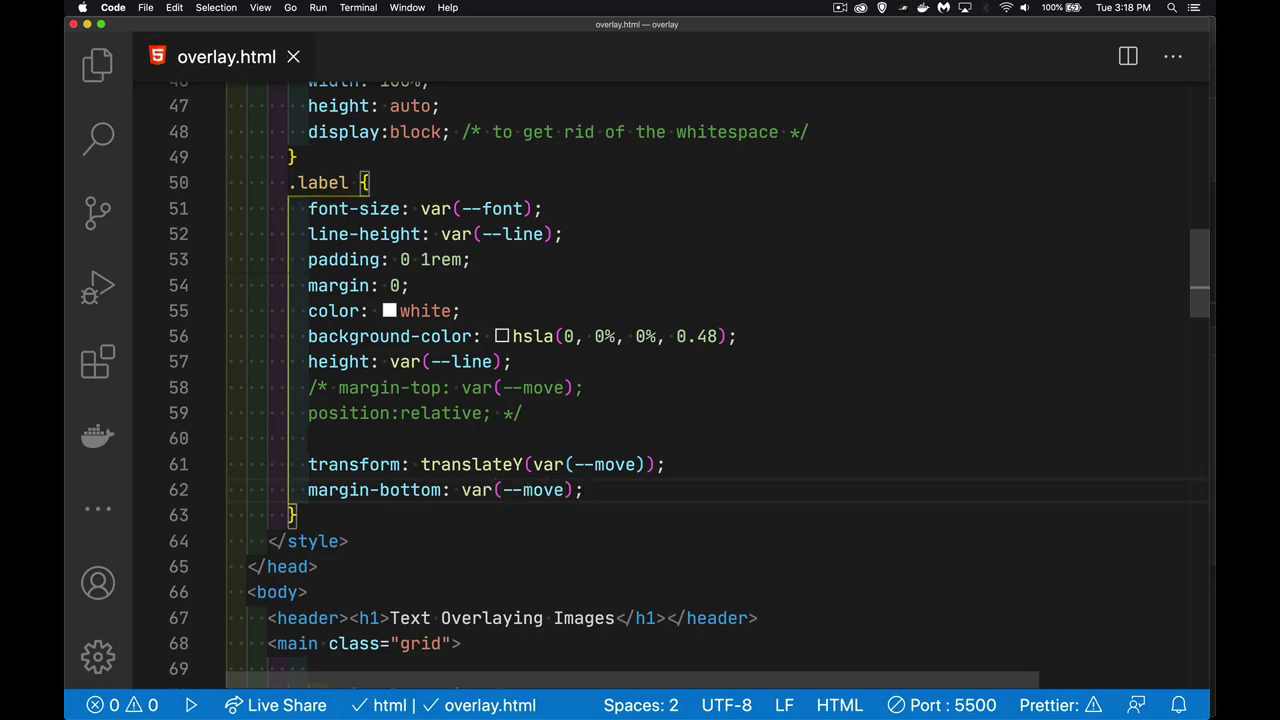 Code File Edit Selection View Go Run Terminal Window Help 100% Tue 3:18 PM
overlay.html — overlay
overlay.html
46 width: 100%;
47 height: auto;
48 display:block; /* to get rid of the whitespace */
49 }
50 .label {
51 font-size: var(--font);
52 line-height: var(--line);
53 padding: 0 1rem;
54 margin: 0;
55 color: white;
56 background-color: hsla(0, 0%, 0%, 0.48);
57 height: var(--line);
58 /* margin-top: var(--move);
59 position:relative; */
60
61 transform: translateY(var(--move));
62 margin-bottom: var(--move);
63 }
64 </style>
65 </head>
66 <body>
67 <header><h1>Text Overlaying Images</h1></header>
68 <main class="grid">
69
0 0 Live Share html overlay.html Spaces: 2 UTF-8 LF HTML Port : 5500 Prettier: